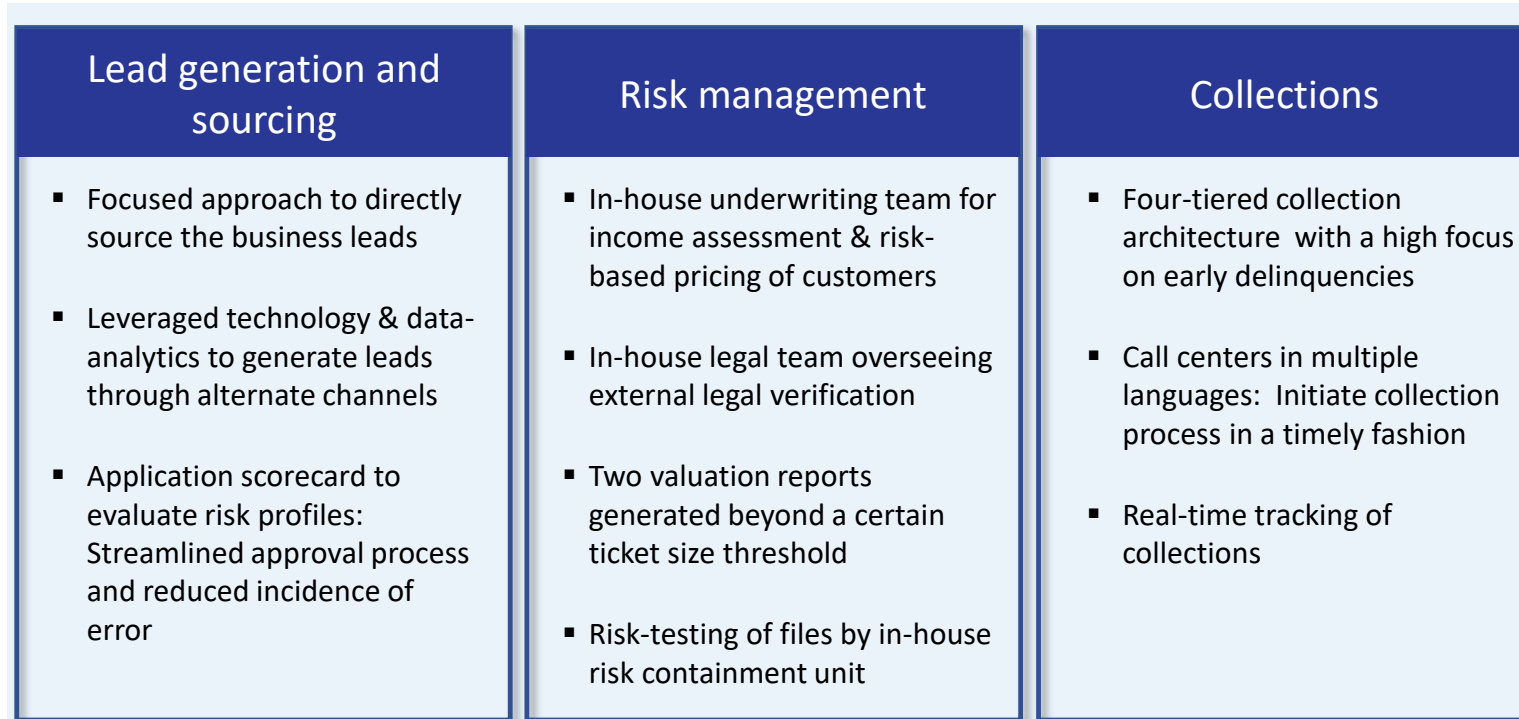 Lead generation and
sourcing
▪ Focused approach to directly
source the business leads
▪ Leveraged technology & data-
analytics to generate leads
through alternate channels
▪ Application scorecard to
evaluate risk profiles:
Streamlined approval process
and reduced incidence of
error
Risk management
▪ In-house underwriting team for
income assessment & risk-
based pricing of customers
▪ In-house legal team overseeing
external legal verification
▪ Two valuation reports
generated beyond a certain
ticket size threshold
▪ Risk-testing of files by in-house
risk containment unit
Collections
▪ Four-tiered collection
architecture  with a high focus
on early delinquencies
▪ Call centers in multiple
languages:  Initiate collection
process in a timely fashion
▪ Real-time tracking of
collections